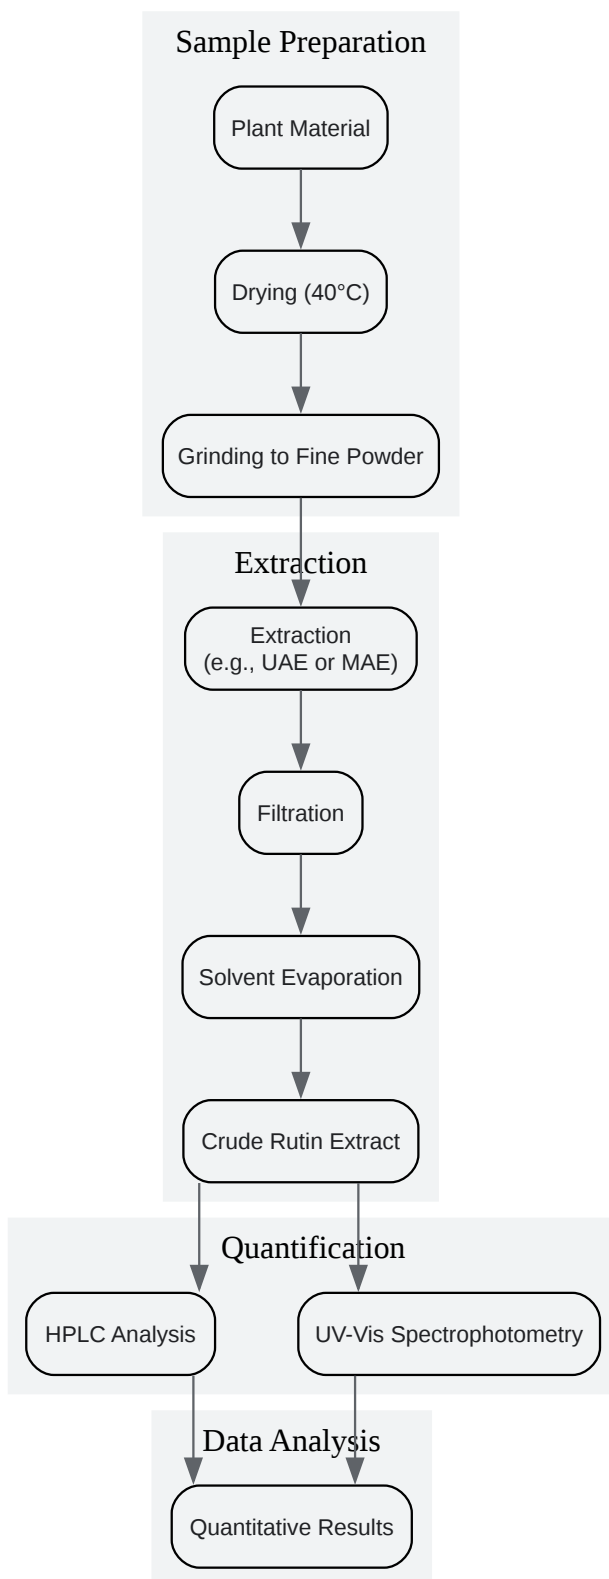 Sample Preparation
Plant Material
Drying (40°C)
Grinding to Fine Powder
Extraction
Extraction
(e.g., UAE or MAE)
Filtration
Solvent Evaporation
Crude Rutin Extract
Quantification
HPLC Analysis
UV-Vis Spectrophotometry
Data Analysis
Quantitative Results